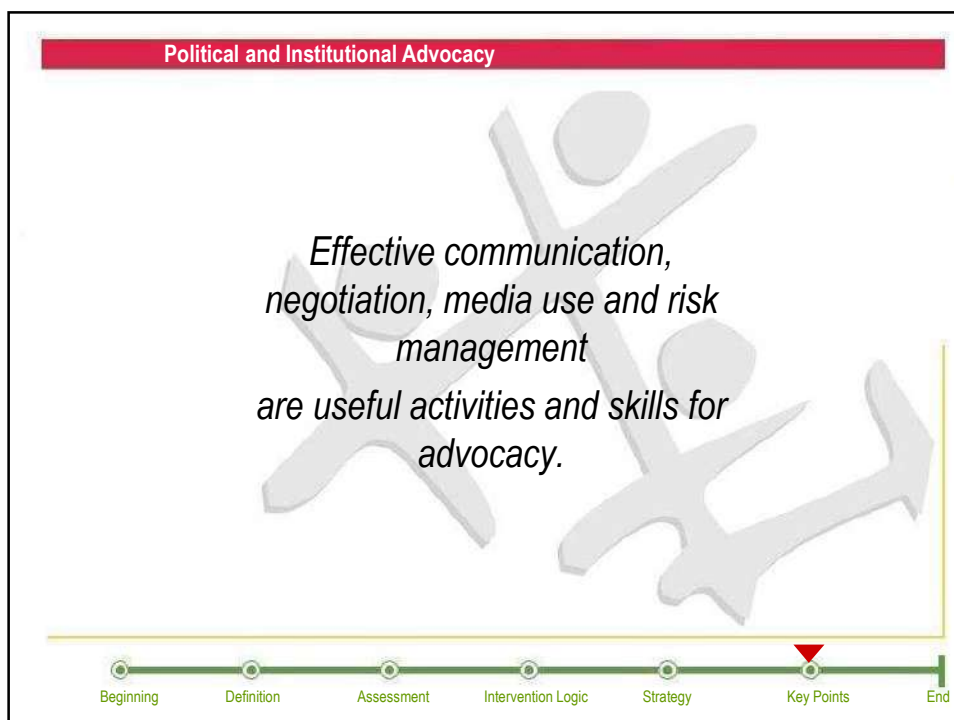 Political and Institutional Advocacy
Effective communication,
negotiation, media use and risk
management
are useful activities and skills for
advocacy.
Beginning
Definition
Assessment
Intervention Logic
Strategy
Key Points
End